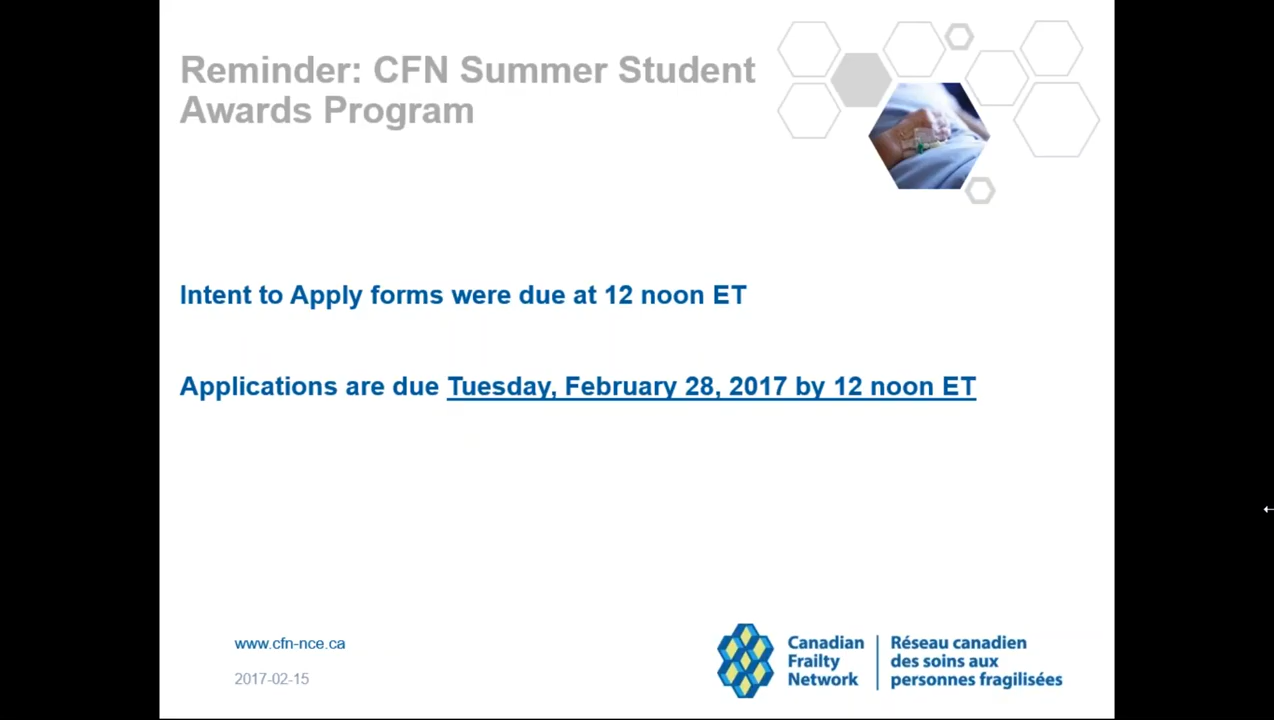 Reminder: CFN Summer Student
Awards Program
Intent to Apply forms were due at 12 noon ET
Applications are due Tuesday, February 28, 2017 by 12 noon ET
www.cfn-nce.ca
2017-02-15
Canadian
Frailty
Network
Réseau canadien
des soins aux
personnes fragilisées